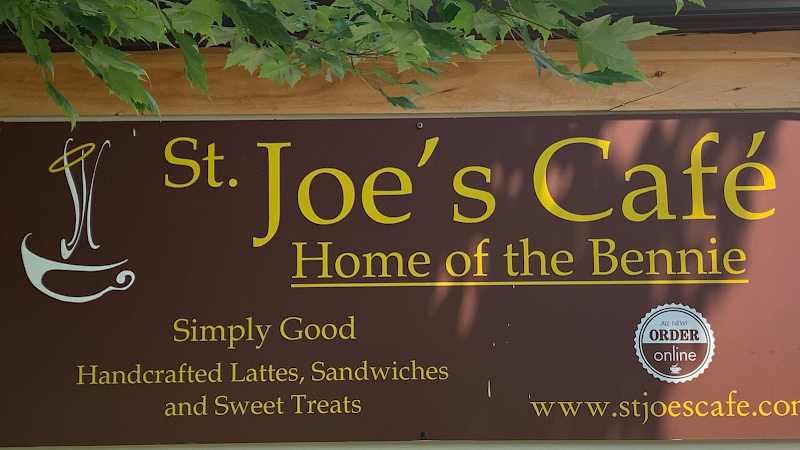 St. Joe's Café
Home of the Bennie
Simply Good
Handcrafted Lattes, Sandwiches
and Sweet Treats
ALL NEW!
ORDER
online
www.stjoescafe.com